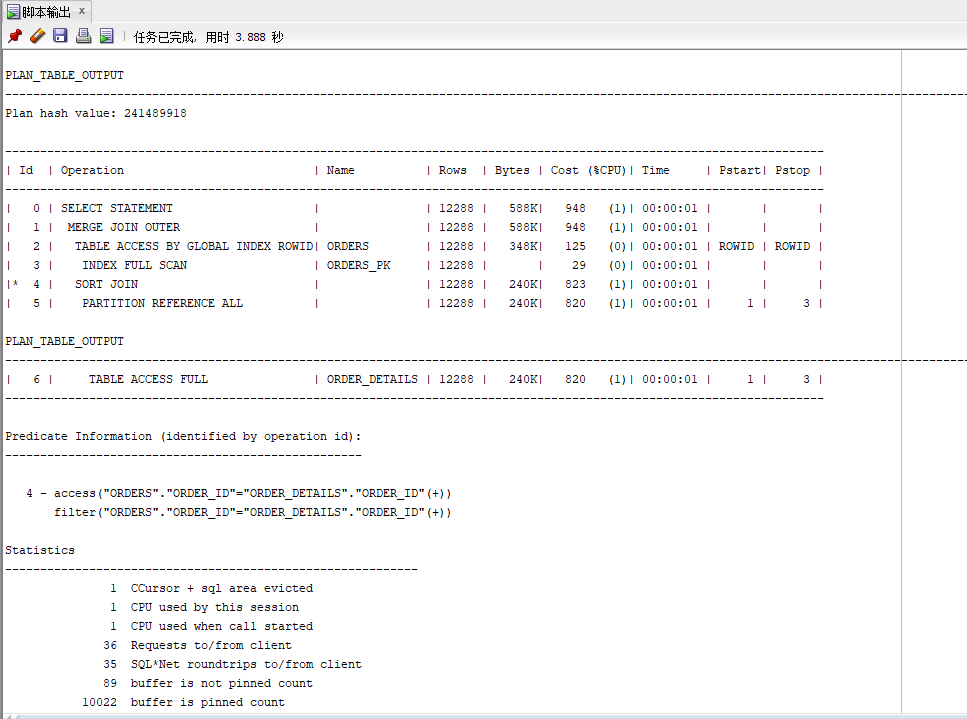 脚本输出 x
任务已完成, 用时 3.888 秒
PLAN_TABLE_OUTPUT
--------------------------------------------------------------------------------
Plan hash value: 241489918
--------------------------------------------------------------------------------
| Id | Operation | Name | Rows | Bytes | Cost (%CPU)| Time | Pstart| Pstop |
--------------------------------------------------------------------------------
| 0 | SELECT STATEMENT | | 12288 | 588K| 948 (1)| 00:00:01 | | |
| 1 | MERGE JOIN OUTER | | 12288 | 588K| 948 (1)| 00:00:01 | | |
| 2 | TABLE ACCESS BY GLOBAL INDEX ROWID| ORDERS | 12288 | 348K| 125 (0)| 00:00:01 | ROWID | ROWID |
| 3 | INDEX FULL SCAN | ORDERS_PK | 12288 | | 29 (0)| 00:00:01 | | |
|* 4 | SORT JOIN | | 12288 | 240K| 823 (1)| 00:00:01 | | |
| 5 | PARTITION REFERENCE ALL | | 12288 | 240K| 820 (1)| 00:00:01 | 1 | 3 |
PLAN_TABLE_OUTPUT
--------------------------------------------------------------------------------
| 6 | TABLE ACCESS FULL | ORDER_DETAILS | 12288 | 240K| 820 (1)| 00:00:01 | 1 | 3 |
--------------------------------------------------------------------------------
Predicate Information (identified by operation id):
---------------------------------------------------
4 - access("ORDERS"."ORDER_ID"="ORDER_DETAILS"."ORDER_ID"(+))
filter("ORDERS"."ORDER_ID"="ORDER_DETAILS"."ORDER_ID"(+))
Statistics
-----------------------------------------------------------
1 CCursor + sql area evicted
1 CPU used by this session
1 CPU used when call started
36 Requests to/from client
35 SQL*Net roundtrips to/from client
89 buffer is not pinned count
10022 buffer is pinned count